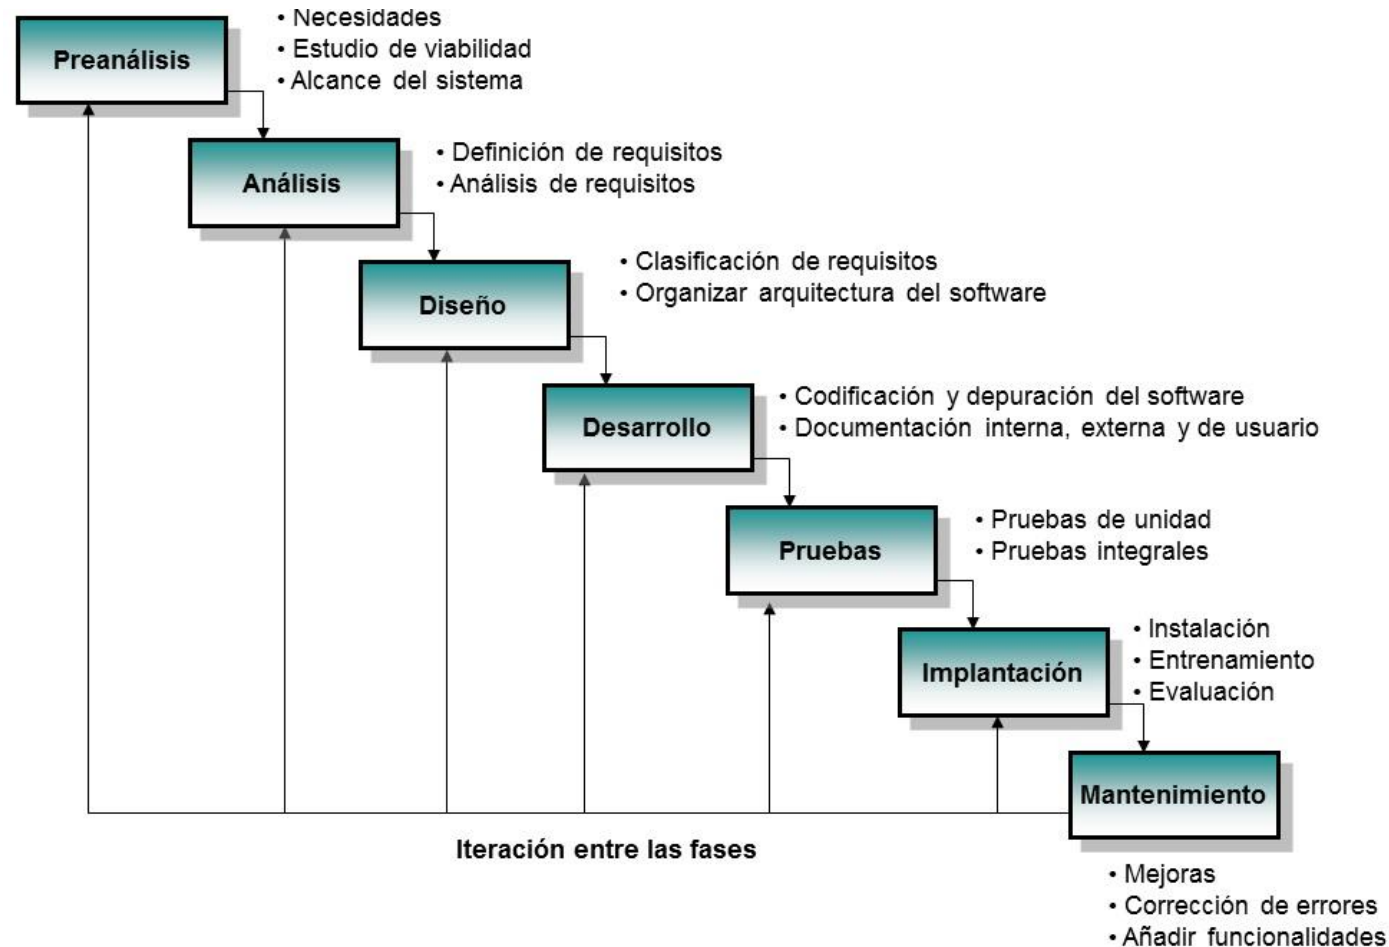 Preanálisis
• Necesidades
• Estudio de viabilidad
• Alcance del sistema
Análisis
• Definición de requisitos
• Análisis de requisitos
Diseño
• Clasificación de requisitos
• Organizar arquitectura del software
Desarrollo
• Codificación y depuración del software
• Documentación interna, externa y de usuario
Pruebas
• Pruebas de unidad
• Pruebas integrales
Implantación
• Instalación
• Entrenamiento
• Evaluación
Mantenimiento
• Mejoras
• Corrección de errores
• Añadir funcionalidades
Iteración entre las fases